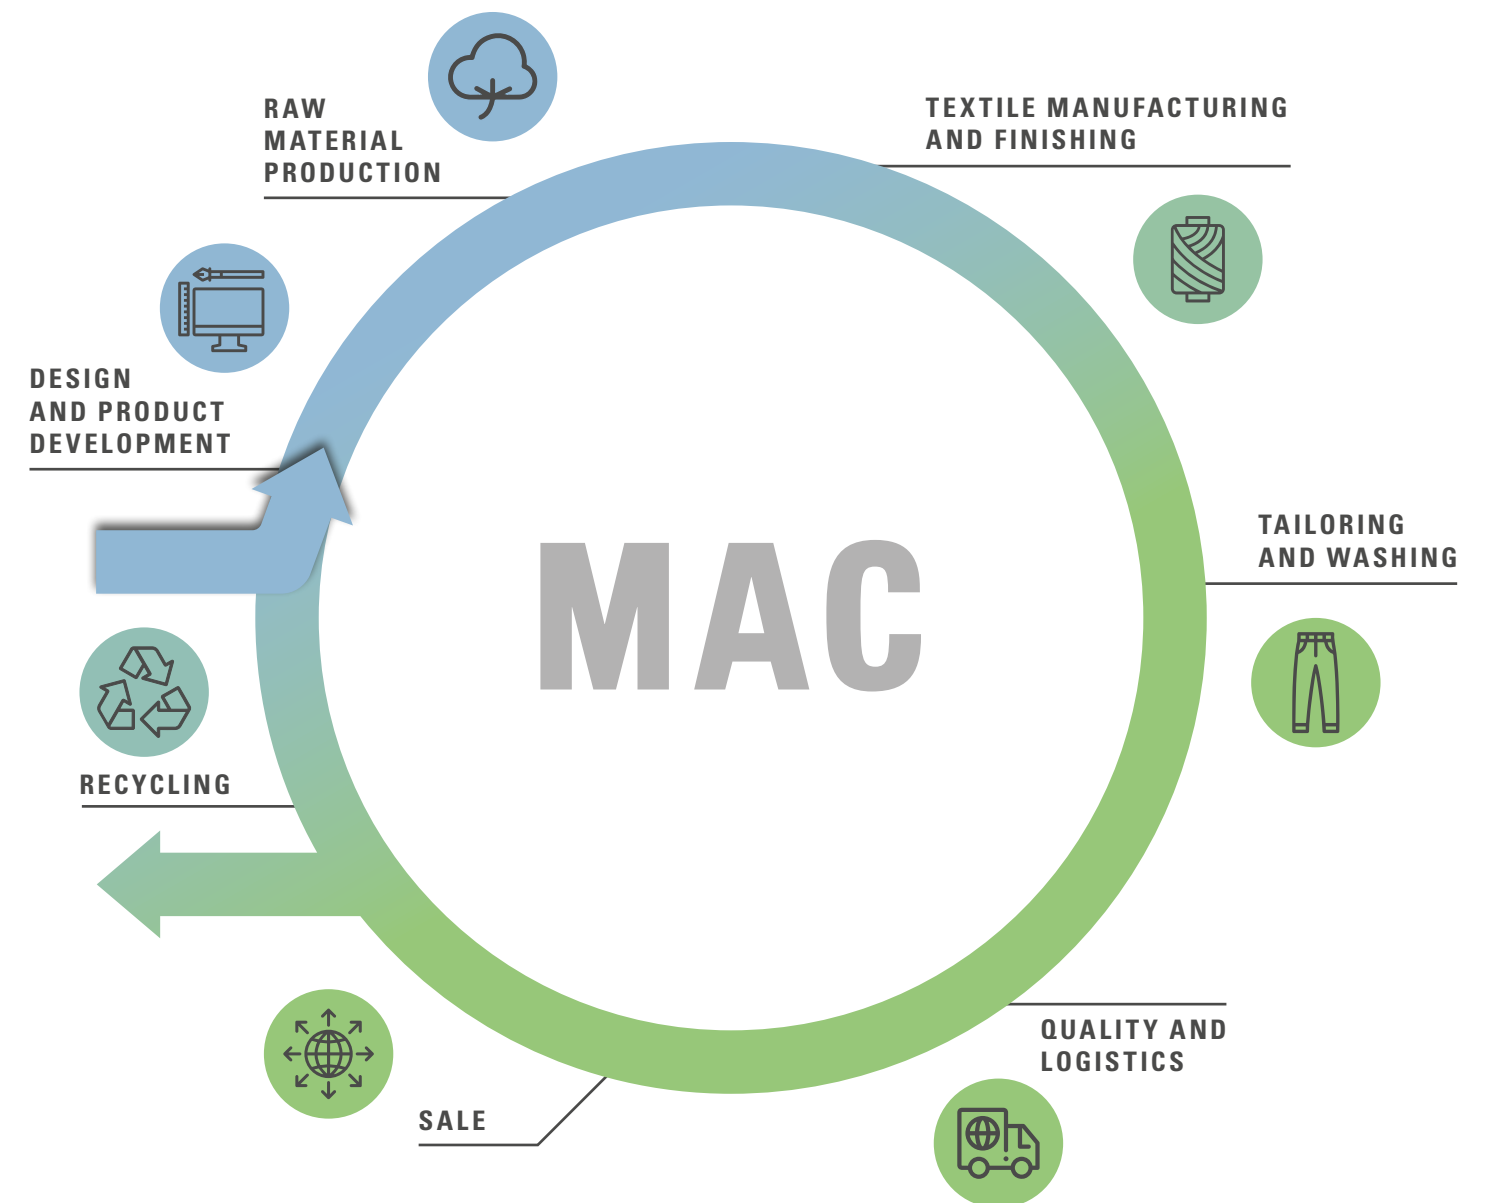 RAW
MATERIAL
PRODUCTION
TEXTILE MANUFACTURING
AND FINISHING
DESIGN
AND PRODUCT
DEVELOPMENT
TAILORING
AND WASHING
MAC
RECYCLING
QUALITY AND
LOGISTICS
SALE